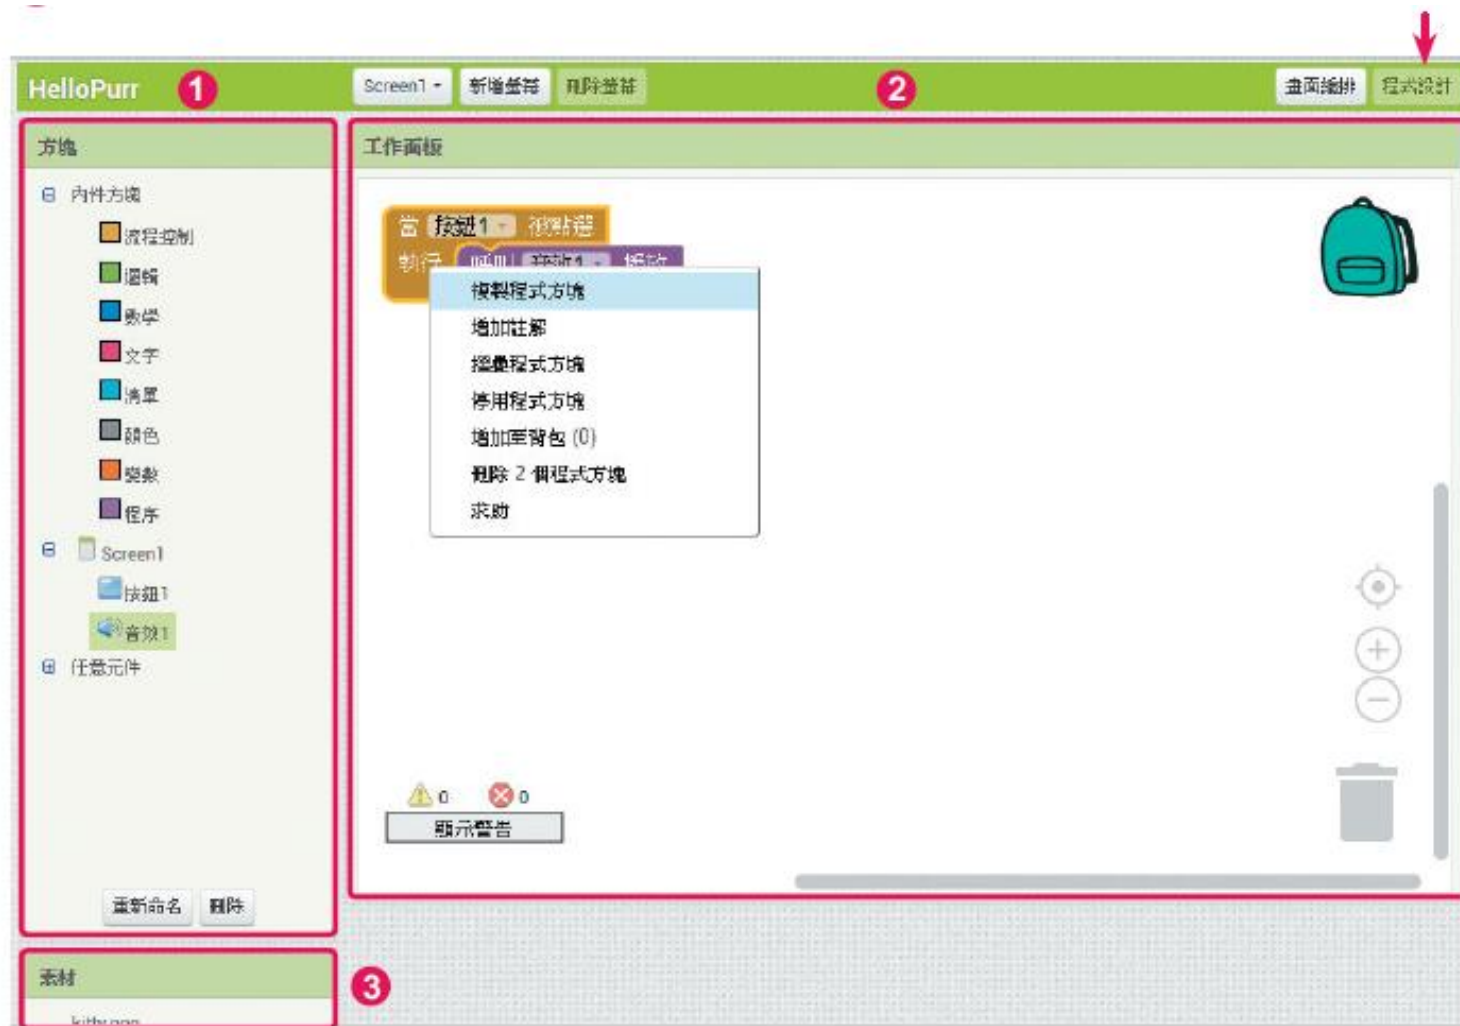 HelloPurr 1 Screen1 新增螢幕 刪除螢幕 2 畫面編排 程式設計
方塊
內件方塊
流程控制
邏輯
數學
文字
清單
顏色
變數
程序
Screen1
按鈕1
音效1
任意元件
重新命名 刪除
工作面板
當 按鈕1 被點選
執行 呼叫 音效1 播放
複製程式方塊
增加註解
摺疊程式方塊
停用程式方塊
增加至背包 (0)
刪除 2 個程式方塊
求助
0 0
顯示警告
素材
3